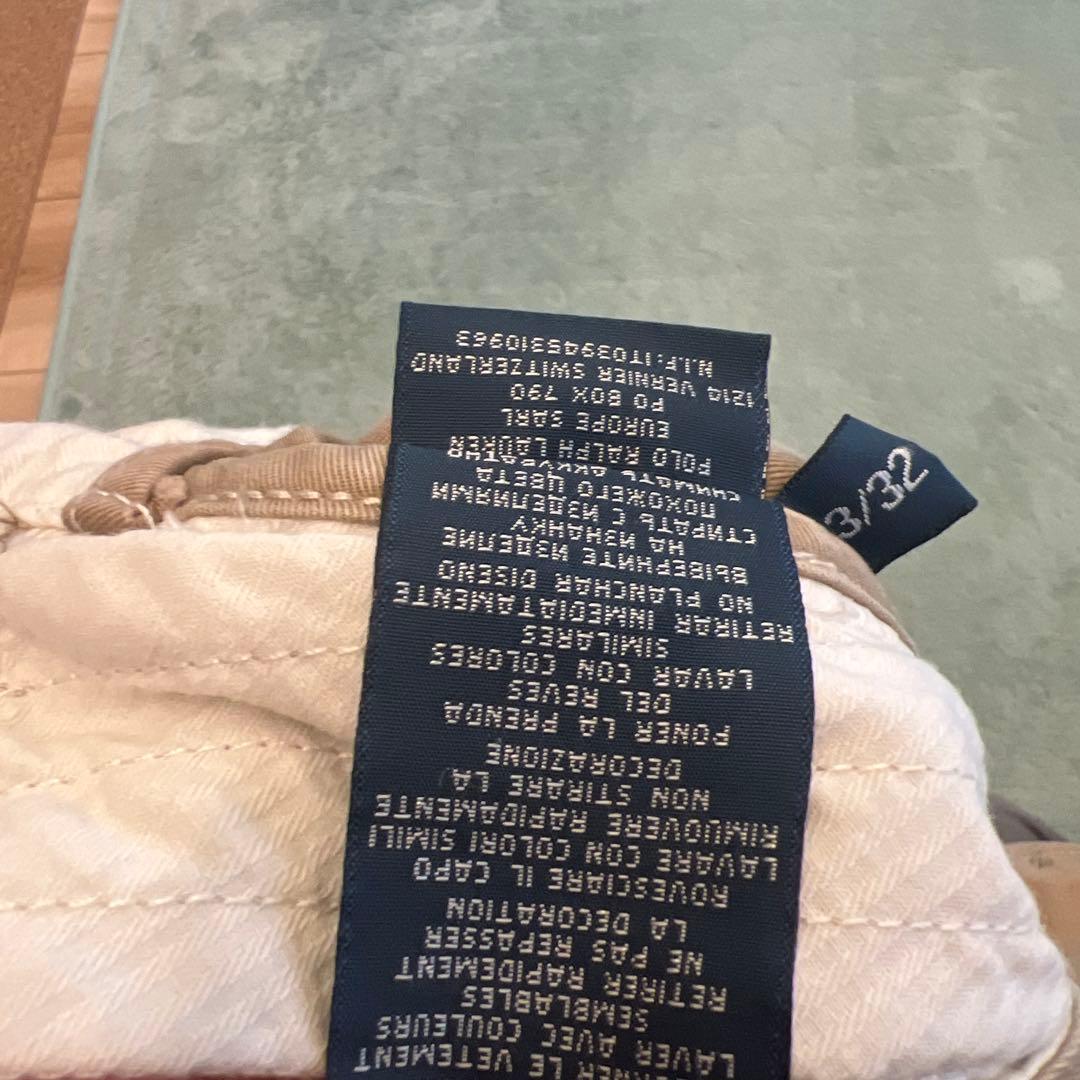 LE VETEMENT
LAVER AVEC COULEURS
SEMBLABLES
RETIRER RAPIDEMENT
NE PAS REPASSER
LA DECORATION
ROVESCIARE IL CAPO
LAVARE CON COLORI SIMILI
RIMUOVERE RAPIDAMENTE
NON STIRARE LA
DECORAZIONE
PONER LA PRENDA
DEL REVES
LAVAR CON COLORES
SIMILARES
RETIRAR INMEDIATAMENTE
NO PLANCHAR DISENO
ВЫВЕРНИТЕ ИЗДЕЛИЕ
НА ИЗНАНКУ
СТИРАТЬ С ИЗДЕЛИЯМИ
ПОХОЖЕГО ЦВЕТА
POLO RALPH LAUREN
EUROPE SARL
PO BOX 790
1214 VERNIER SWITZERLAND
N.I.F.:IT03945310963
3/32